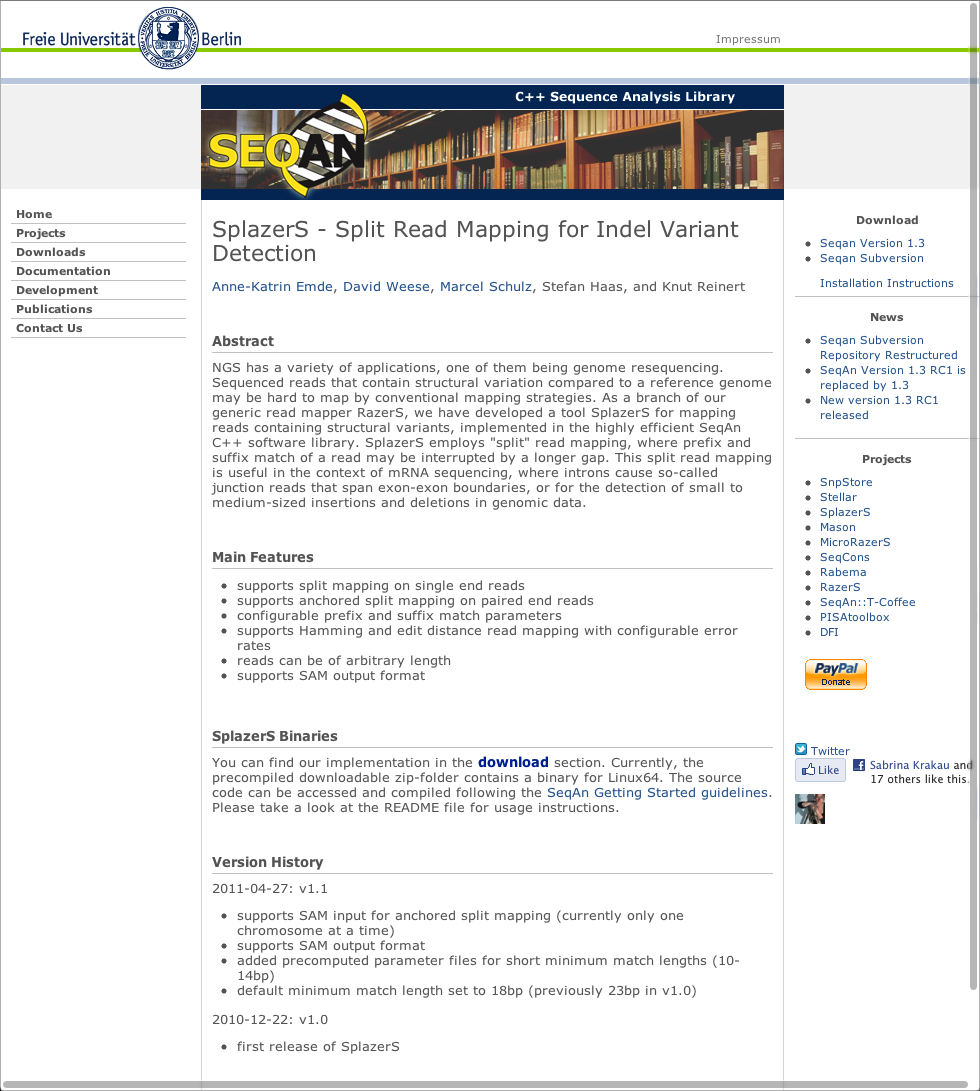 Freie Universität Berlin
Impressum
C++ Sequence Analysis Library
SEQAN
Home
Projects
Downloads
Documentation
Development
Publications
Contact Us
SplazerS - Split Read Mapping for Indel Variant
Detection
Anne-Katrin Emde, David Weese, Marcel Schulz, Stefan Haas, and Knut Reinert
Abstract
NGS has a variety of applications, one of them being genome resequencing.
Sequenced reads that contain structural variation compared to a reference genome
may be hard to map by conventional mapping strategies. As a branch of our
generic read mapper RazerS, we have developed a tool SplazerS for mapping
reads containing structural variants, implemented in the highly efficient SeqAn
C++ software library. SplazerS employs "split" read mapping, where prefix and
suffix match of a read may be interrupted by a longer gap. This split read mapping
is useful in the context of mRNA sequencing, where introns cause so-called
junction reads that span exon-exon boundaries, or for the detection of small to
medium-sized insertions and deletions in genomic data.
Main Features
supports split mapping on single end reads
supports anchored split mapping on paired end reads
configurable prefix and suffix match parameters
supports Hamming and edit distance read mapping with configurable error
rates
reads can be of arbitrary length
supports SAM output format
SplazerS Binaries
You can find our implementation in the download section. Currently, the
precompiled downloadable zip-folder contains a binary for Linux64. The source
code can be accessed and compiled following the SeqAn Getting Started guidelines.
Please take a look at the README file for usage instructions.
Version History
2011-04-27: v1.1
supports SAM input for anchored split mapping (currently only one
chromosome at a time)
supports SAM output format
added precomputed parameter files for short minimum match lengths (10-
14bp)
default minimum match length set to 18bp (previously 23bp in v1.0)
2010-12-22: v1.0
first release of SplazerS
Download
Seqan Version 1.3
Seqan Subversion
Installation Instructions
News
Seqan Subversion
Repository Restructured
SeqAn Version 1.3 RC1 is
replaced by 1.3
New version 1.3 RC1
released
Projects
SnpStore
Stellar
SplazerS
Mason
MicroRazerS
SeqCons
Rabema
RazerS
SeqAn::T-Coffee
PISAtoolbox
DFI
PayPal
Donate
Twitter
Like
Sabrina Krakau and
17 others like this.